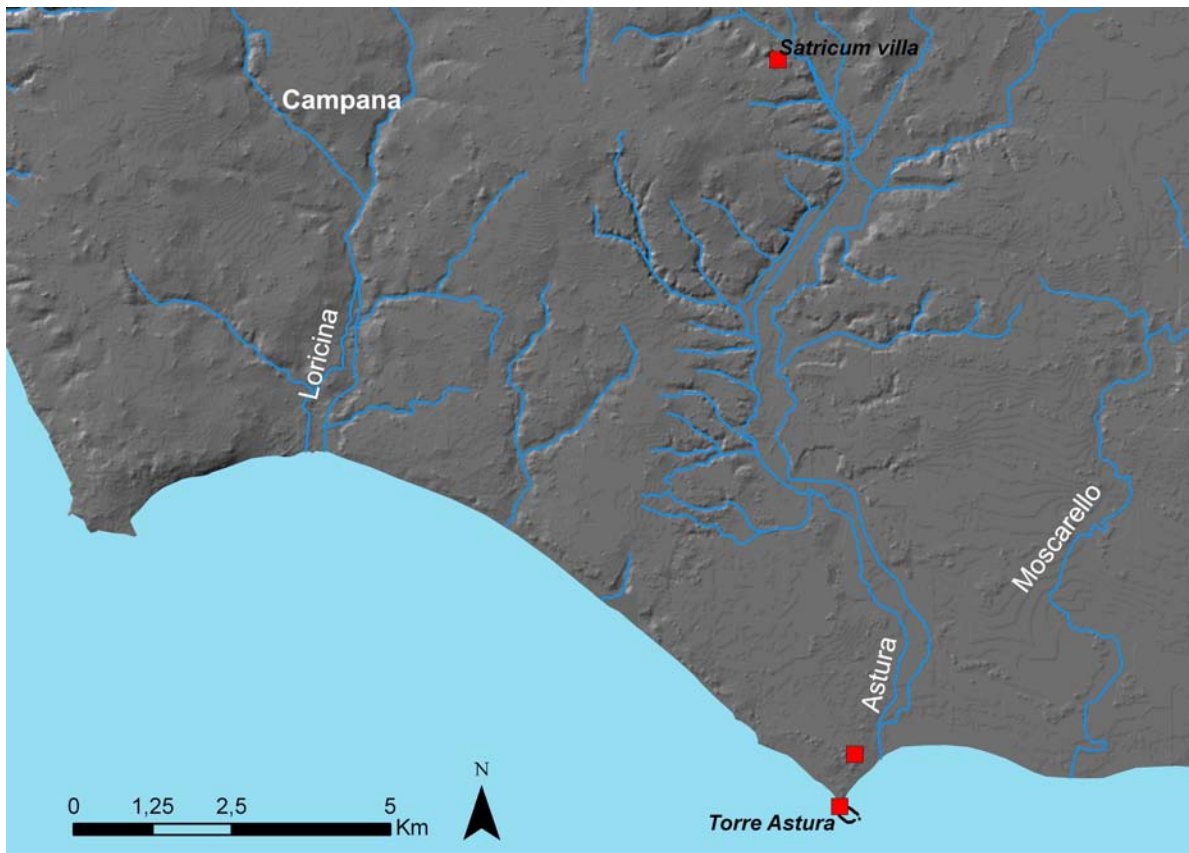 Satricum villa
Campana
Loricina
Moscarello
Astura
N
0 1,25 2,5 5
Km
Torre Astura